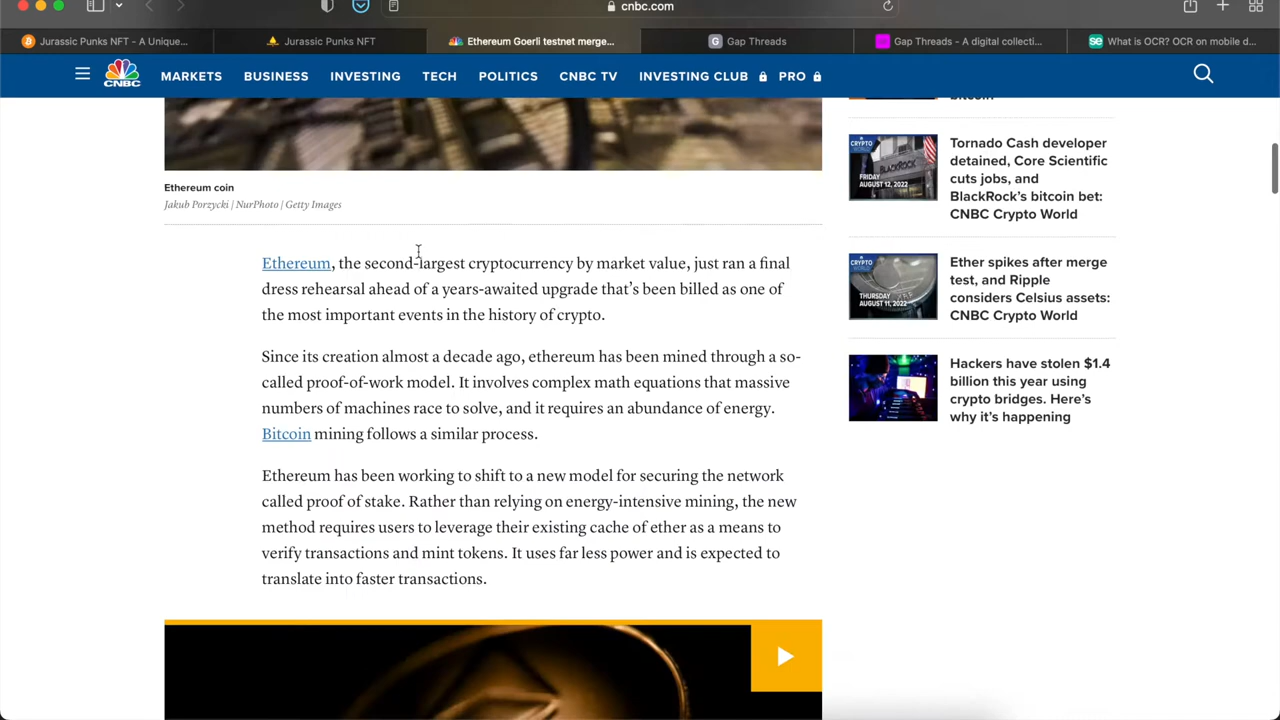 cnbc.com
Jurassic Punks NFT - A Unique...
Jurassic Punks NFT
Ethereum Goerli testnet merge...
G
Gap Threads
Gap Threads - A digital collecti...
se
What is OCR? OCR on mobile d...
CNBC
MARKETS
BUSINESS
INVESTING
TECH
POLITICS
CNBC TV
INVESTING CLUB
PRO
Ethereum coin
Jakub Porzycki | NurPhoto | Getty Images
Ethereum, the second-largest cryptocurrency by market value, just ran a final
dress rehearsal ahead of a years-awaited upgrade that's been billed as one of
the most important events in the history of crypto.
Since its creation almost a decade ago, ethereum has been mined through a so-
called proof-of-work model. It involves complex math equations that massive
numbers of machines race to solve, and it requires an abundance of energy.
Bitcoin mining follows a similar process.
Ethereum has been working to shift to a new model for securing the network
called proof of stake. Rather than relying on energy-intensive mining, the new
method requires users to leverage their existing cache of ether as a means to
verify transactions and mint tokens. It uses far less power and is expected to
translate into faster transactions.
bitcoin
CRYPTO
WORLD
BLACKROCK
FRIDAY
AUGUST 12, 2022
Tornado Cash developer
detained, Core Scientific
cuts jobs, and
BlackRock's bitcoin bet:
CNBC Crypto World
CRYPTO
WORLD
THURSDAY
AUGUST 11, 2022
Ether spikes after merge
test, and Ripple
considers Celsius assets:
CNBC Crypto World
Hackers have stolen $1.4
billion this year using
crypto bridges. Here's
why it's happening